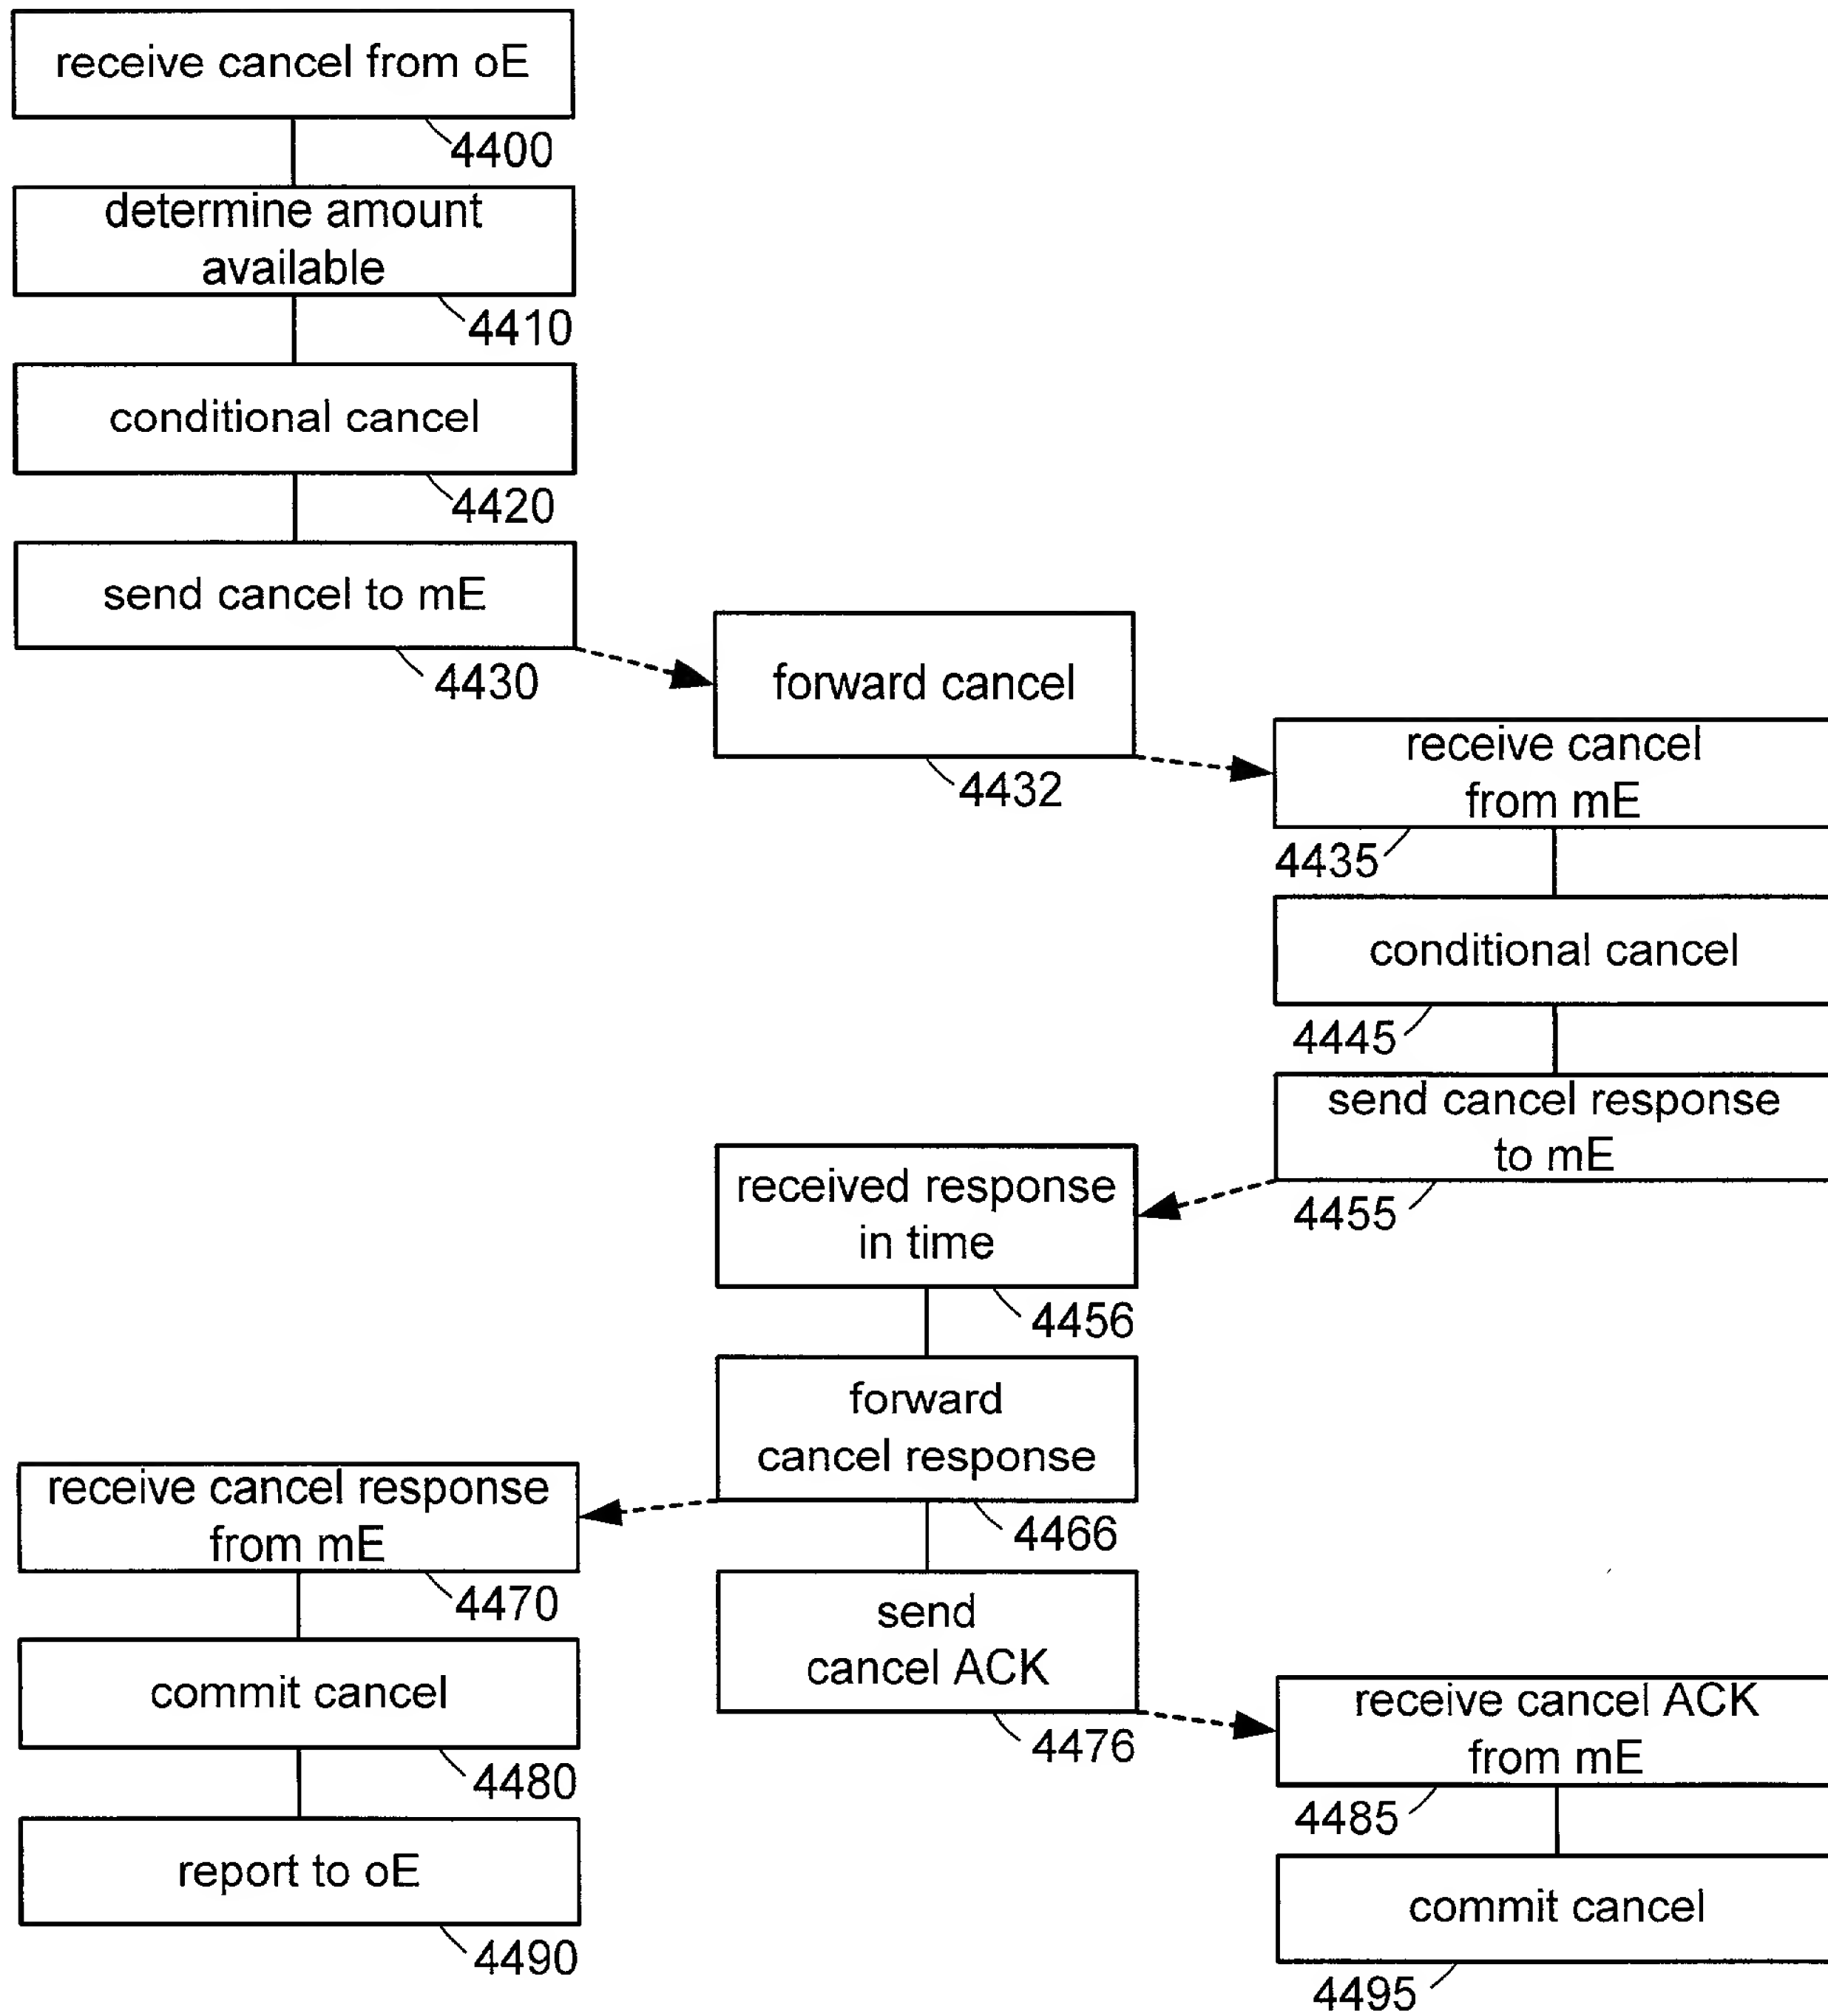 receive cancel from oE
4400
determine amount
available
4410
conditional cancel
4420
send cancel to mE
4430
forward cancel
4432
receive cancel
from mE
4435
conditional cancel
4445
send cancel response
to mE
4455
received response
in time
4456
forward
cancel response
4466
receive cancel response
from mE
4470
send
cancel ACK
4476
commit cancel
4480
receive cancel ACK
from mE
4485
report to oE
4490
commit cancel
4495